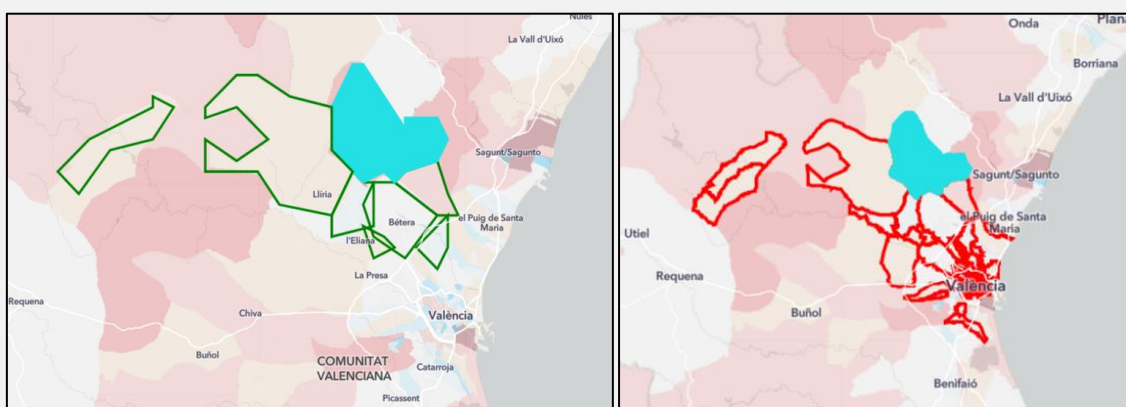 Nules
La Vall d'Uixó
Sagunt/Sagunto
Llíria
Bétera
el Puig de Santa
Maria
l'Eliana
La Presa
Requena
Chiva
València
Buñol
COMUNITAT
VALENCIANA
Catarroja
Picassent
Onda
Plana
Borriana
La Vall d'Uixó
Sagunt/Sagunto
el Puig de Santa
Maria
Utiel
Requena
València
Buñol
Benifaió